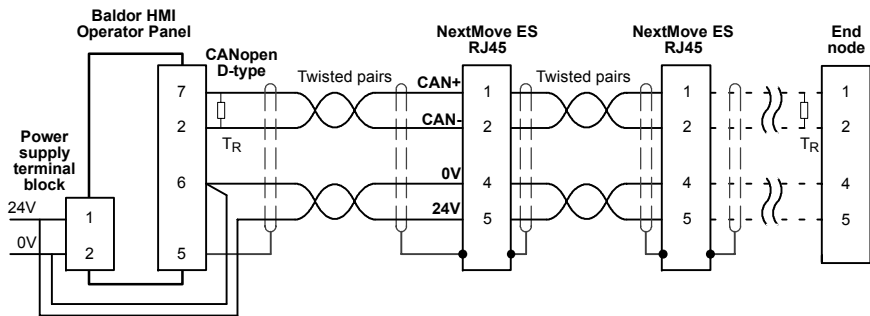 Baldor HMI
Operator Panel
CANopen
D-type
7
2
6
5
T R
Power
supply
terminal
block
24V
0V
1
2
Twisted pairs
CAN+
CAN-
0V
24V
NextMove ES
RJ45
1
2
4
5
Twisted pairs
NextMove ES
RJ45
1
2
4
5
T R
End
node
1
2
4
5